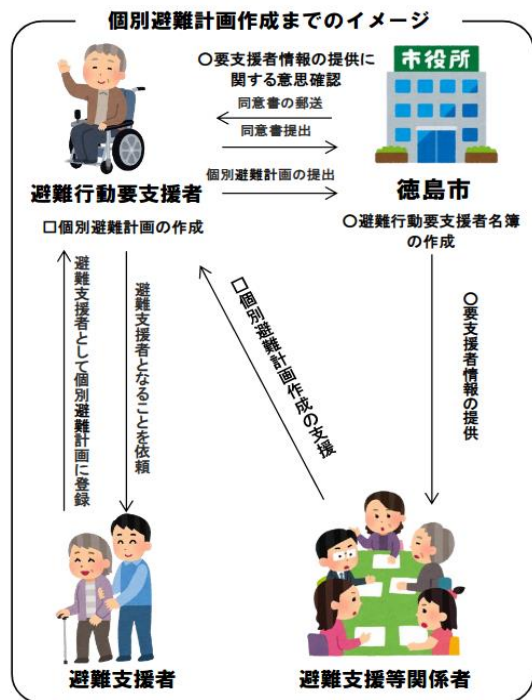 個別避難計画作成までのイメージ
市役所
〇要支援者情報の提供に
関する意思確認
同意書の郵送
同意書提出
個別避難計画の提出
避難行動要支援者
徳島市
□個別避難計画の作成
〇避難行動要支援者名簿
の作成
避難支援者として個別避難計画に登録
避難支援者となることを依頼
□個別避難計画作成の支援
〇要支援者情報の提供
避難支援者
避難支援等関係者